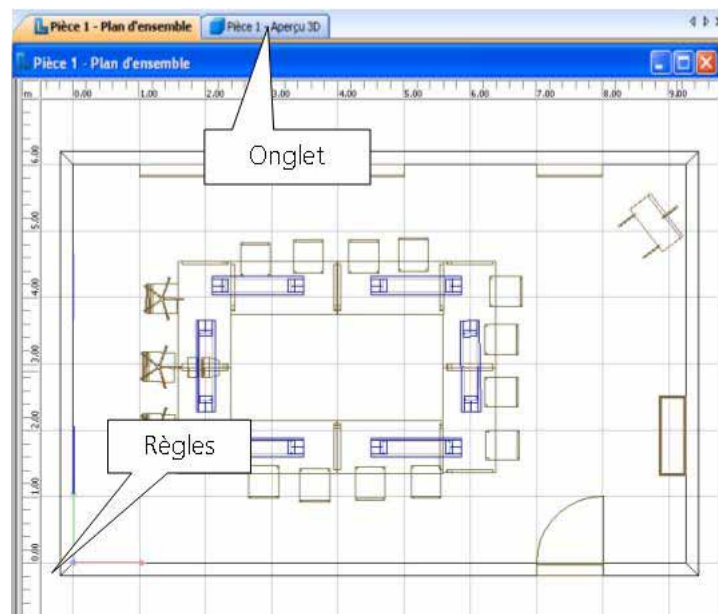 Pièce 1 - Plan d'ensemble Pièce 1 - Aperçu 3D
Pièce 1 - Plan d'ensemble
m 0.00 1.00 2.00 3.00 4.00 5.00 6.00 7.00 8.00 9.00
Onglet
6.00
5.00
4.00
3.00
2.00
Règles
1.00
0.00